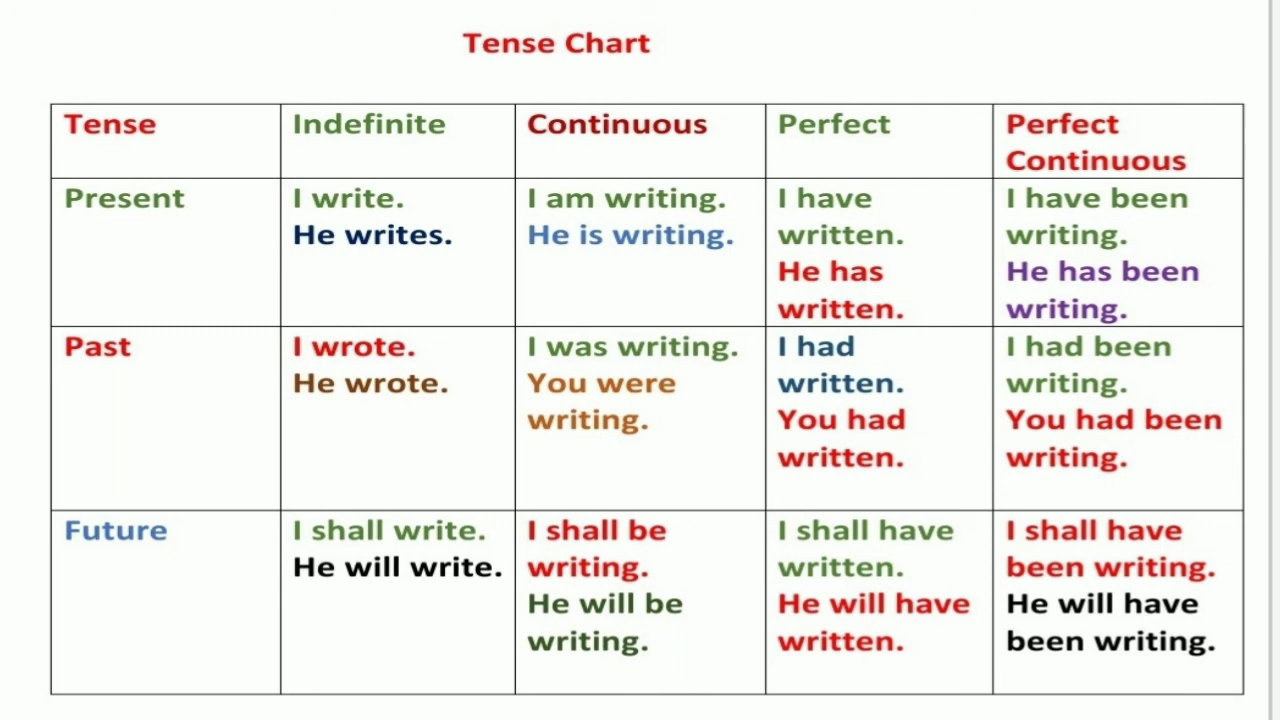 Tense Chart
Tense
Indefinite
Continuous
Perfect
Perfect
Continuous
Present
I write.
He writes.
I am writing.
He is writing.
I have
written.
He has
written.
I have been
writing.
He has been
writing.
Past
I wrote.
He wrote.
I was writing.
You were
writing.
I had
written.
You had
written.
I had been
writing.
You had been
writing.
Future
I shall write.
He will write.
I shall be
writing.
He will be
writing.
I shall have
written.
He will have
written.
I shall have
been writing.
He will have
been writing.